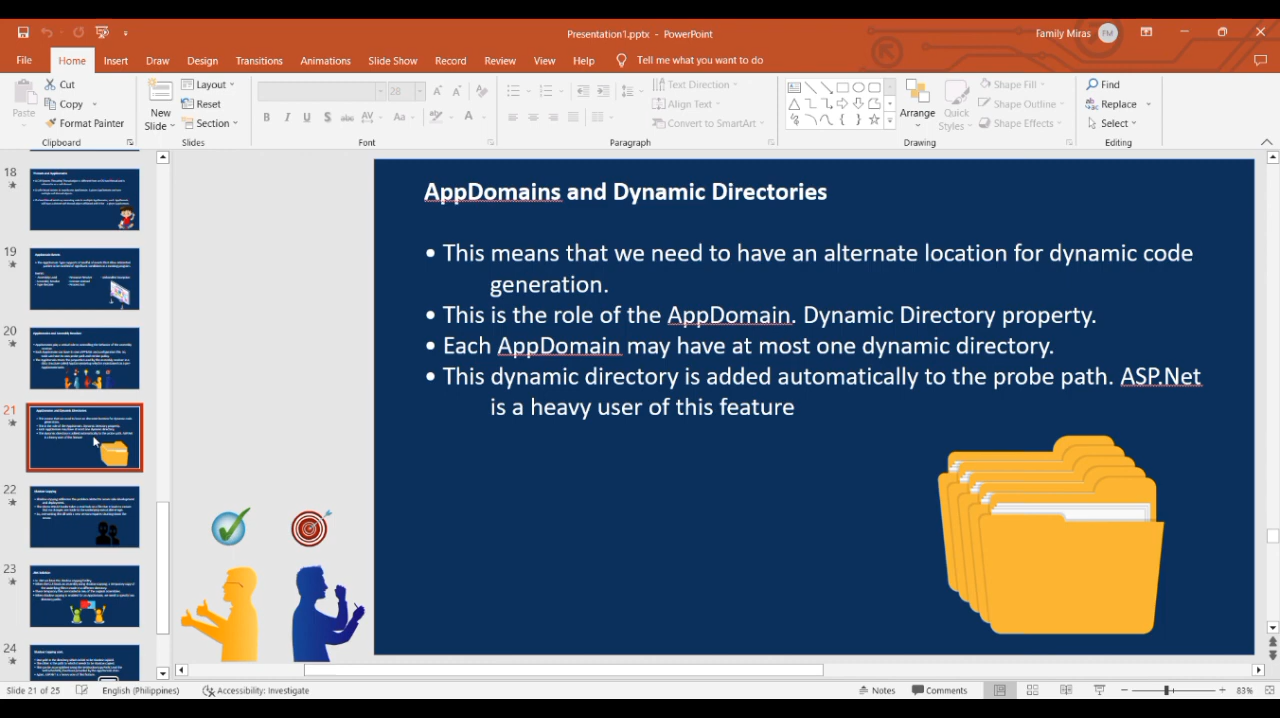 Presentation1.pptx - PowerPoint
Family Miras
FM
File
Home
Insert
Draw
Design
Transitions
Animations
Slide Show
Record
Review
View
Help
Tell me what you want to do
Paste
Cut
Copy
Format Painter
Clipboard
New
Slide
Layout
Reset
Section
Slides
28
B
I
U
S
abc
AV
Aa
A
Font
Text Direction
Align Text
Convert to SmartArt
Paragraph
Arrange
Quick
Styles
Shape Fill
Shape Outline
Shape Effects
Drawing
Find
Replace
Select
Editing
18
19
20
21
22
23
24
AppDomains and Dynamic Directories
• This means that we need to have an alternate location for dynamic code
generation.
• This is the role of the AppDomain. Dynamic Directory property.
• Each AppDomain may have at most one dynamic directory.
• This dynamic directory is added automatically to the probe path. ASP.Net
is a heavy user of this feature
Slide 21 of 25
English (Philippines)
Accessibility: Investigate
Notes
Comments
83%